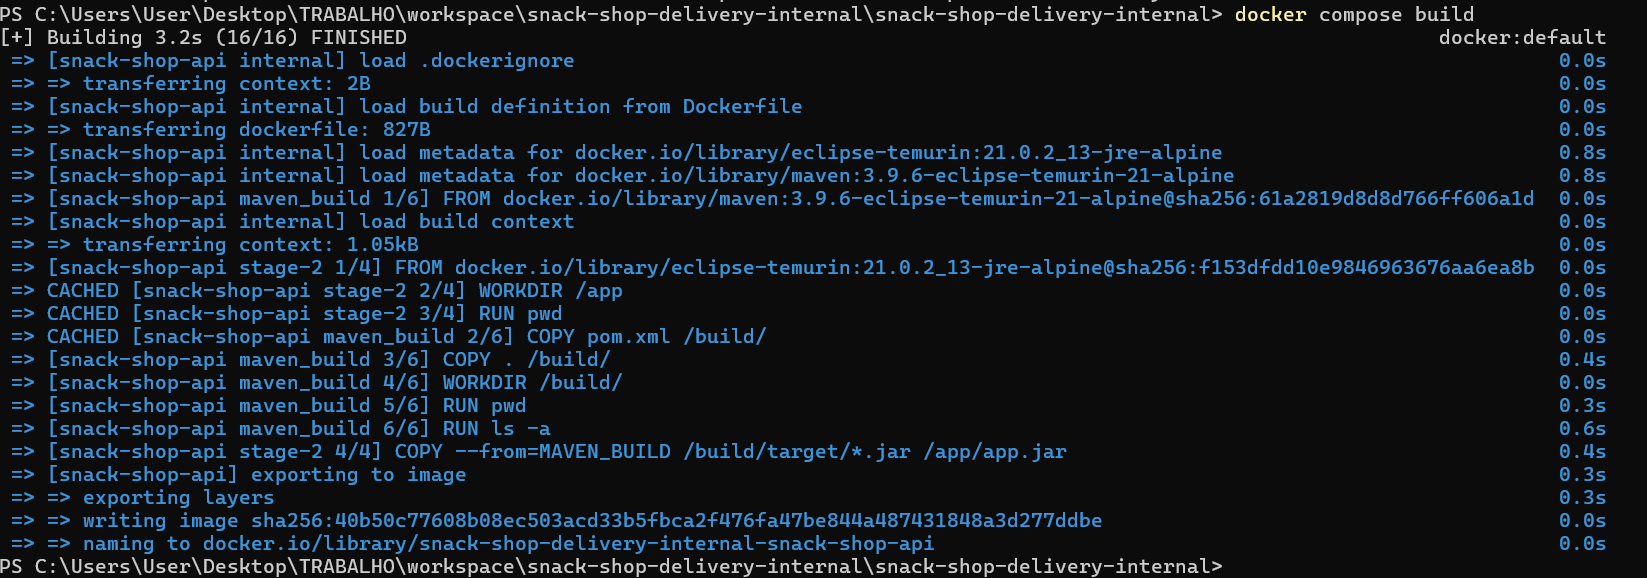 PS C:\Users\User\Desktop\TRABALHO\workspace\snack-shop-delivery-internal\snack-shop-delivery-internal> docker compose build
[+] Building 3.2s (16/16) FINISHED docker:default
=> [snack-shop-api internal] load .dockerignore 0.0s
=> => transferring context: 2B 0.0s
=> [snack-shop-api internal] load build definition from Dockerfile 0.0s
=> => transferring dockerfile: 827B 0.0s
=> [snack-shop-api internal] load metadata for docker.io/library/eclipse-temurin:21.0.2_13-jre-alpine 0.8s
=> [snack-shop-api internal] load metadata for docker.io/library/maven:3.9.6-eclipse-temurin-21-alpine 0.8s
=> [snack-shop-api maven_build 1/6] FROM docker.io/library/maven:3.9.6-eclipse-temurin-21-alpine@sha256:61a2819d8d8d766ff606a1d 0.0s
=> [snack-shop-api internal] load build context 0.0s
=> => transferring context: 1.05kB 0.0s
=> [snack-shop-api stage-2 1/4] FROM docker.io/library/eclipse-temurin:21.0.2_13-jre-alpine@sha256:f153dfdd10e9846963676aa6ea8b 0.0s
=> CACHED [snack-shop-api stage-2 2/4] WORKDIR /app 0.0s
=> CACHED [snack-shop-api stage-2 3/4] RUN pwd 0.0s
=> CACHED [snack-shop-api maven_build 2/6] COPY pom.xml /build/ 0.0s
=> [snack-shop-api maven_build 3/6] COPY . /build/ 0.4s
=> [snack-shop-api maven_build 4/6] WORKDIR /build/ 0.0s
=> [snack-shop-api maven_build 5/6] RUN pwd 0.3s
=> [snack-shop-api maven_build 6/6] RUN ls -a 0.6s
=> [snack-shop-api stage-2 4/4] COPY --from=MAVEN_BUILD /build/target/*.jar /app/app.jar 0.4s
=> [snack-shop-api] exporting to image 0.3s
=> => exporting layers 0.3s
=> => writing image sha256:40b50c77608b08ec503acd33b5fbca2f476fa47be844a487431848a3d277ddbe 0.0s
=> => naming to docker.io/library/snack-shop-delivery-internal-snack-shop-api 0.0s
PS C:\Users\User\Desktop\TRABALHO\workspace\snack-shop-delivery-internal\snack-shop-delivery-internal>